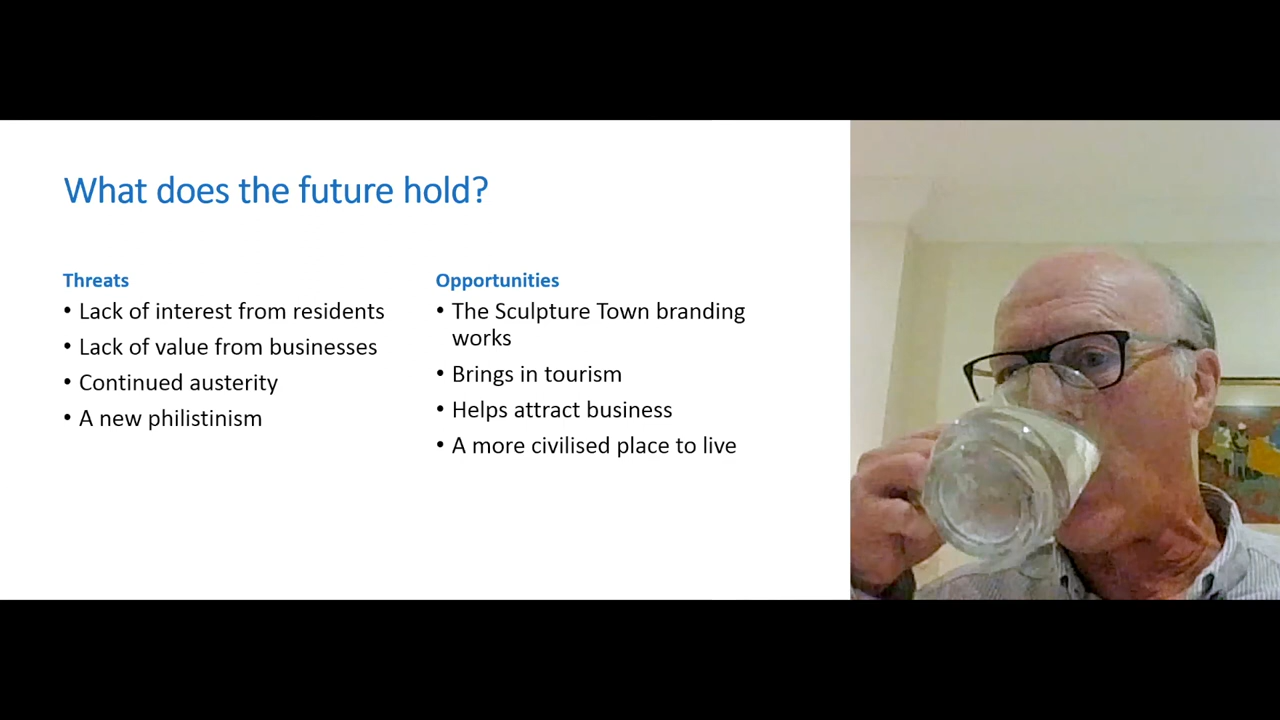 What does the future hold?
Threats
• Lack of interest from residents
• Lack of value from businesses
• Continued austerity
• A new philistinism
Opportunities
• The Sculpture Town branding
works
• Brings in tourism
• Helps attract business
• A more civilised place to live